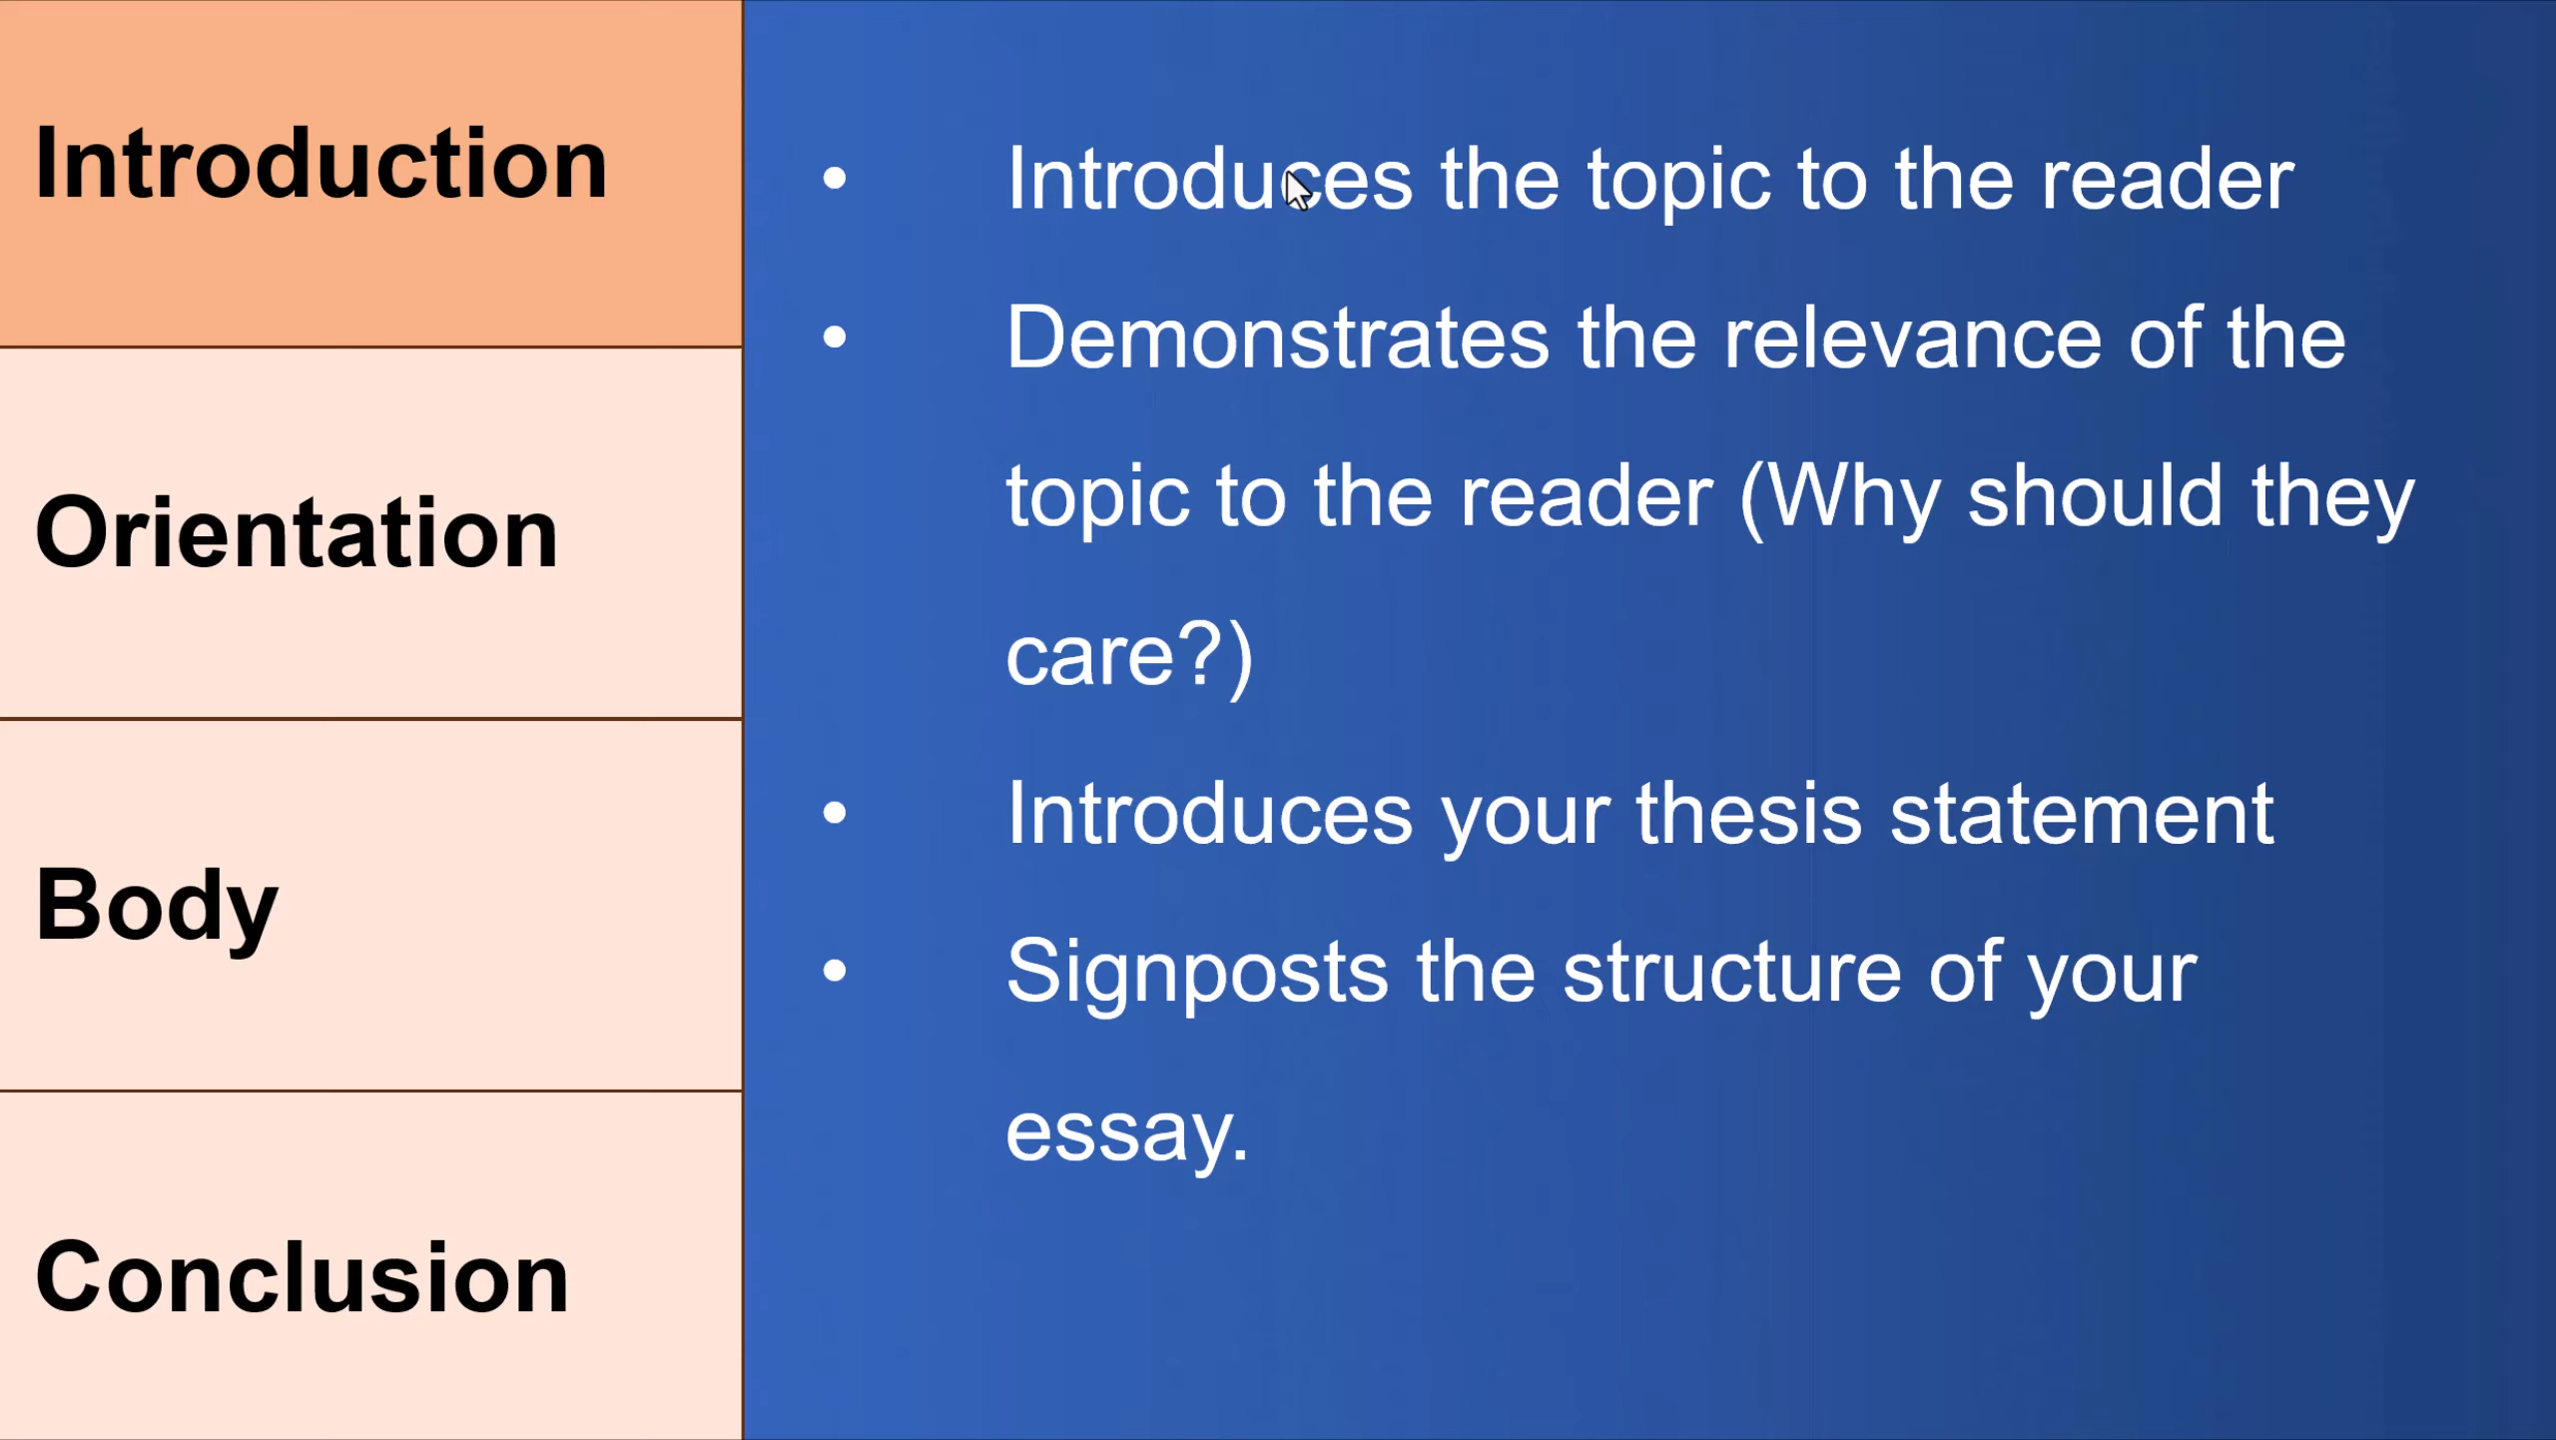 Introduction
Orientation
Body
Conclusion
• Introduces the topic to the reader
• Demonstrates the relevance of the
topic to the reader (Why should they
care?)
• Introduces your thesis statement
• Signposts the structure of your
essay.